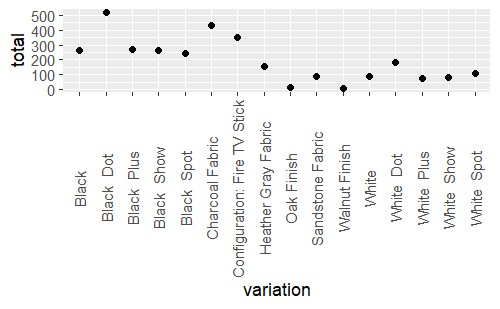 total
500
400
300
200
100
0
Black
Black  Dot
Black  Plus
Black  Show
Black  Spot
Charcoal Fabric
Configuration: Fire TV Stick
Heather Gray Fabric
Oak Finish
Sandstone Fabric
Walnut Finish
White
White  Dot
White  Plus
White  Show
White  Spot
variation